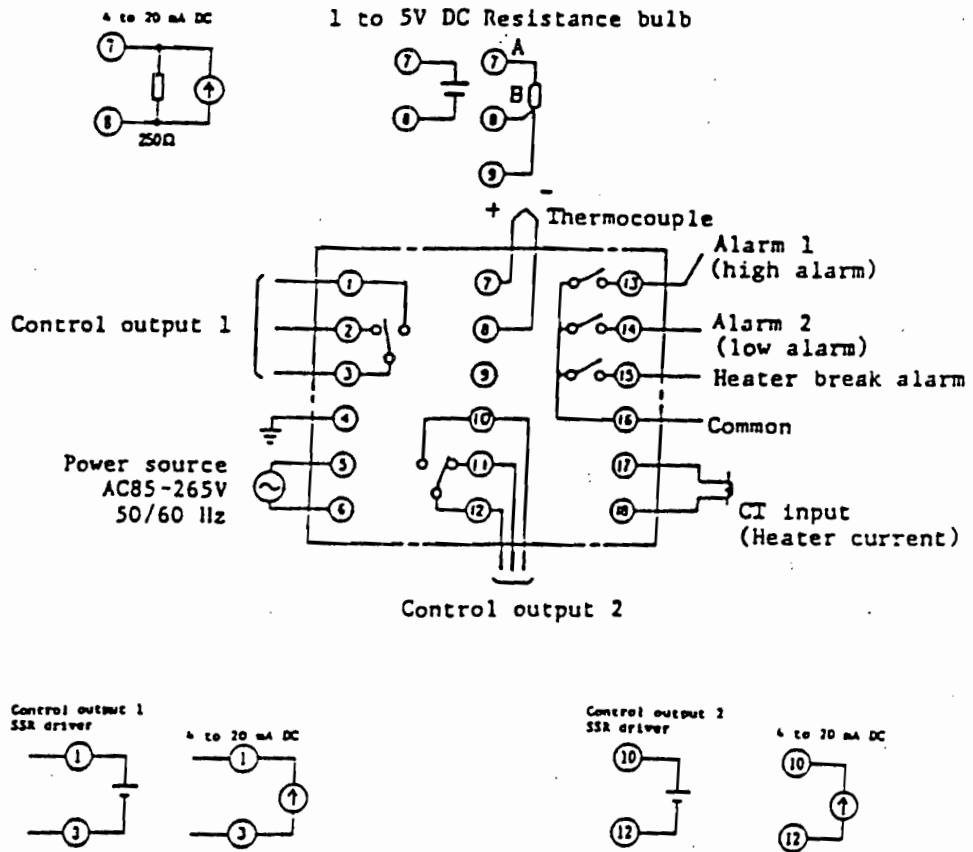 4 to 20 mA DC
1 to 5V DC Resistance bulb
7
8
250Ω
7
8
7
A
B
8
9
+
-
Thermocouple
Control output 1
1
2
3
4
Power source
AC85-265V
50/60 Hz
5
6
7
8
9
10
11
12
Control output 2
13
14
15
16
17
18
Alarm 1
(high alarm)
Alarm 2
(low alarm)
Heater break alarm
Common
CT input
(Heater current)
Control output 1
SSR driver
1
3
4 to 20 mA DC
1
3
Control output 2
SSR driver
10
12
4 to 20 mA DC
10
12